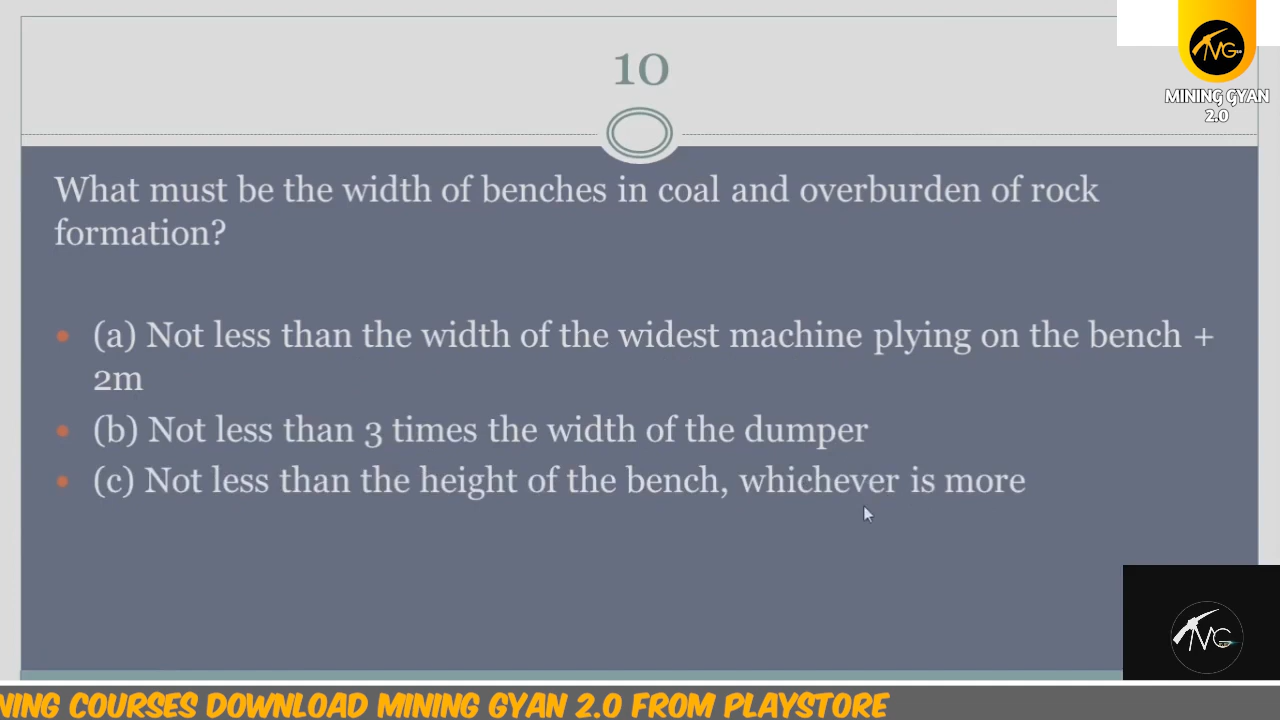 10
MINING GYAN
2.0
What must be the width of benches in coal and overburden of rock
formation?
• (a) Not less than the width of the widest machine plying on the bench +
2m
• (b) Not less than 3 times the width of the dumper
• (c) Not less than the height of the bench, whichever is more
NING COURSES DOWNLOAD MINING GYAN 2.0 FROM PLAYSTORE